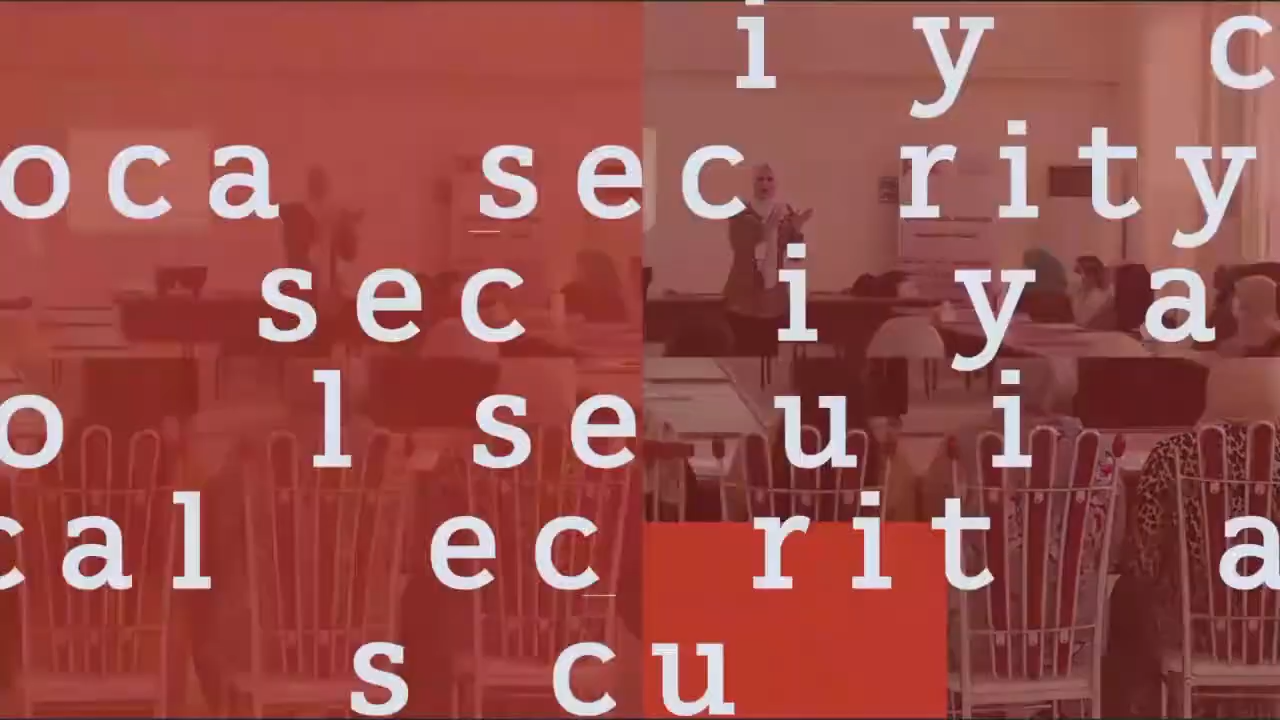 i y c
oca sec rity
sec i y a
o l se u i
cal ec rit a
s cu